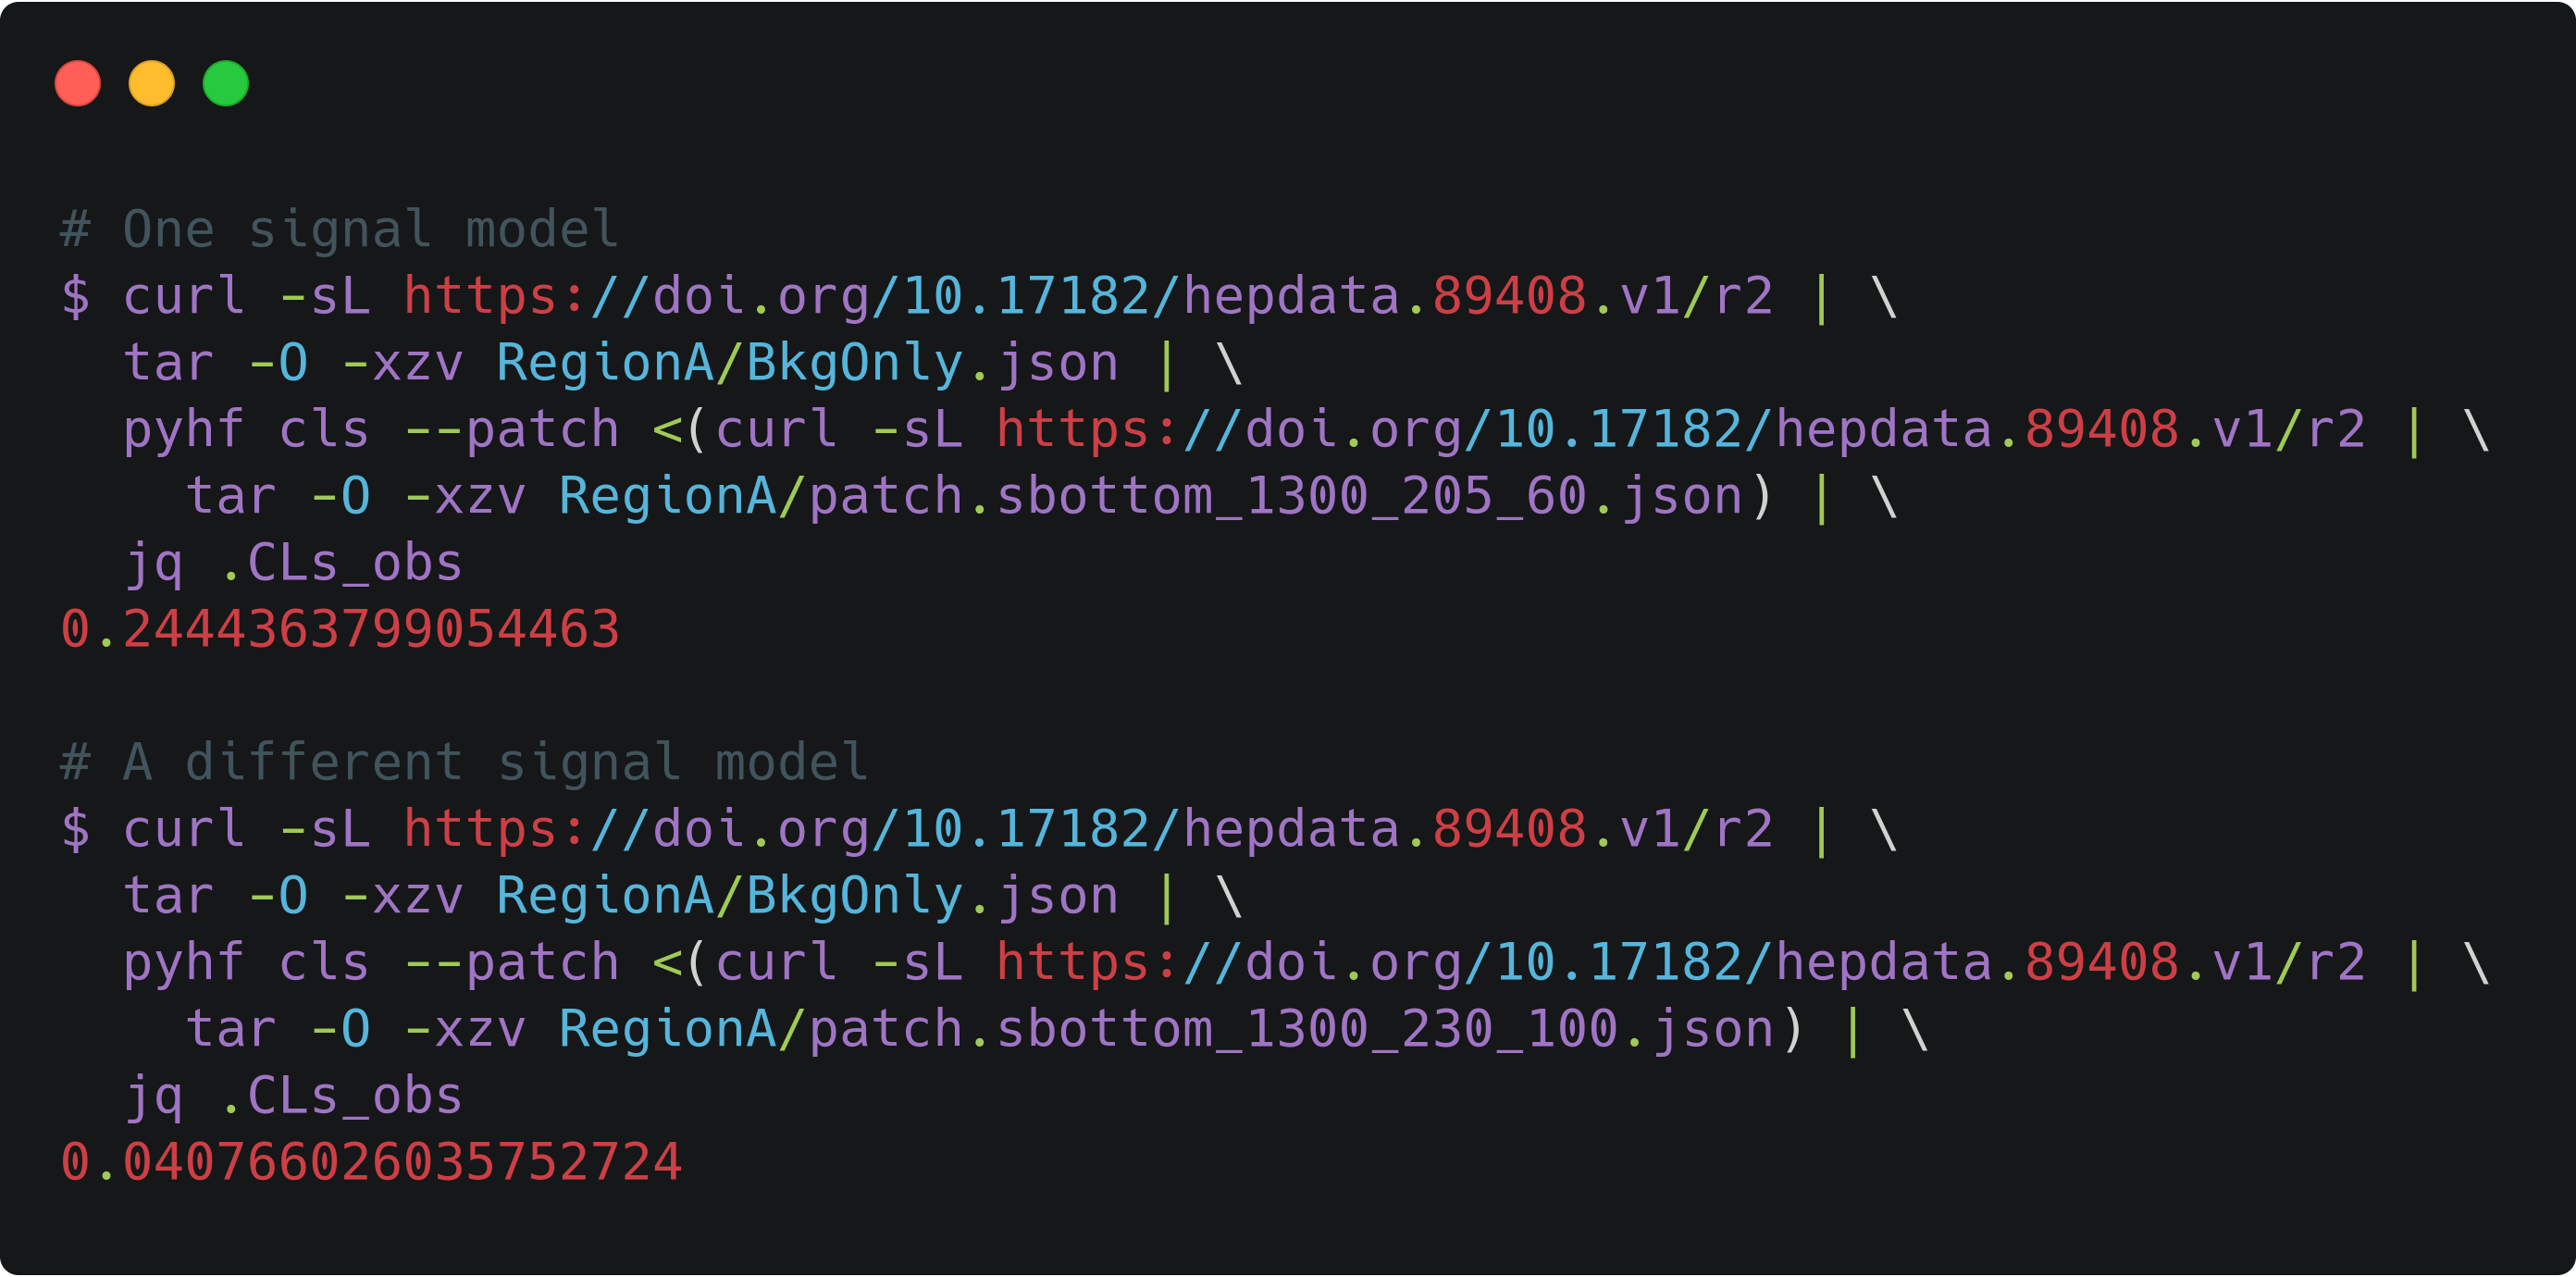 # One signal model
$ curl -sL https://doi.org/10.17182/hepdata.89408.v1/r2 | \
  tar -O -xzv RegionA/BkgOnly.json | \
  pyhf cls --patch <(curl -sL https://doi.org/10.17182/hepdata.89408.v1/r2 | \
    tar -O -xzv RegionA/patch.sbottom_1300_205_60.json) | \
  jq .CLs_obs
0.2444363799054463

# A different signal model
$ curl -sL https://doi.org/10.17182/hepdata.89408.v1/r2 | \
  tar -O -xzv RegionA/BkgOnly.json | \
  pyhf cls --patch <(curl -sL https://doi.org/10.17182/hepdata.89408.v1/r2 | \
    tar -O -xzv RegionA/patch.sbottom_1300_230_100.json) | \
  jq .CLs_obs
0.040766026035752724